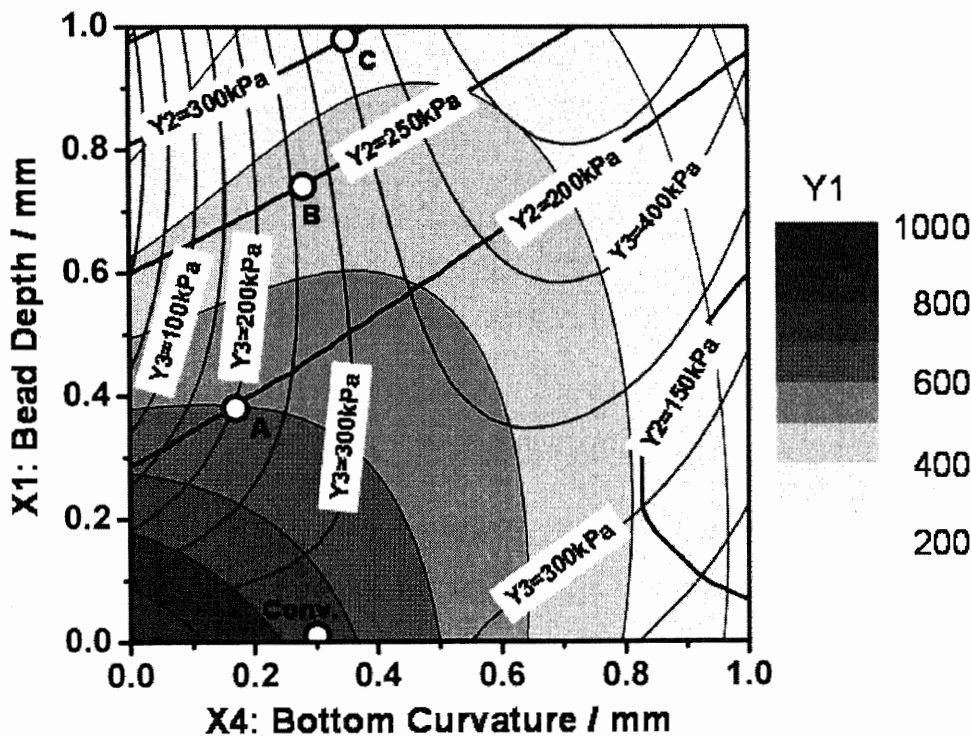 1.0
0.8
0.6
0.4
0.2
0.0
X1: Bead Depth / mm
Y2=300kPa
C
Y2=250kPa
B
Y2=200kPa
Y3=400kPa
Y3=100kPa
Y3=200kPa
A
Y3=300kPa
Y2=150kPa
Y3=300kPa
Conv.
0.0
0.2
0.4
0.6
0.8
1.0
X4: Bottom Curvature / mm
Y1
1000
800
600
400
200